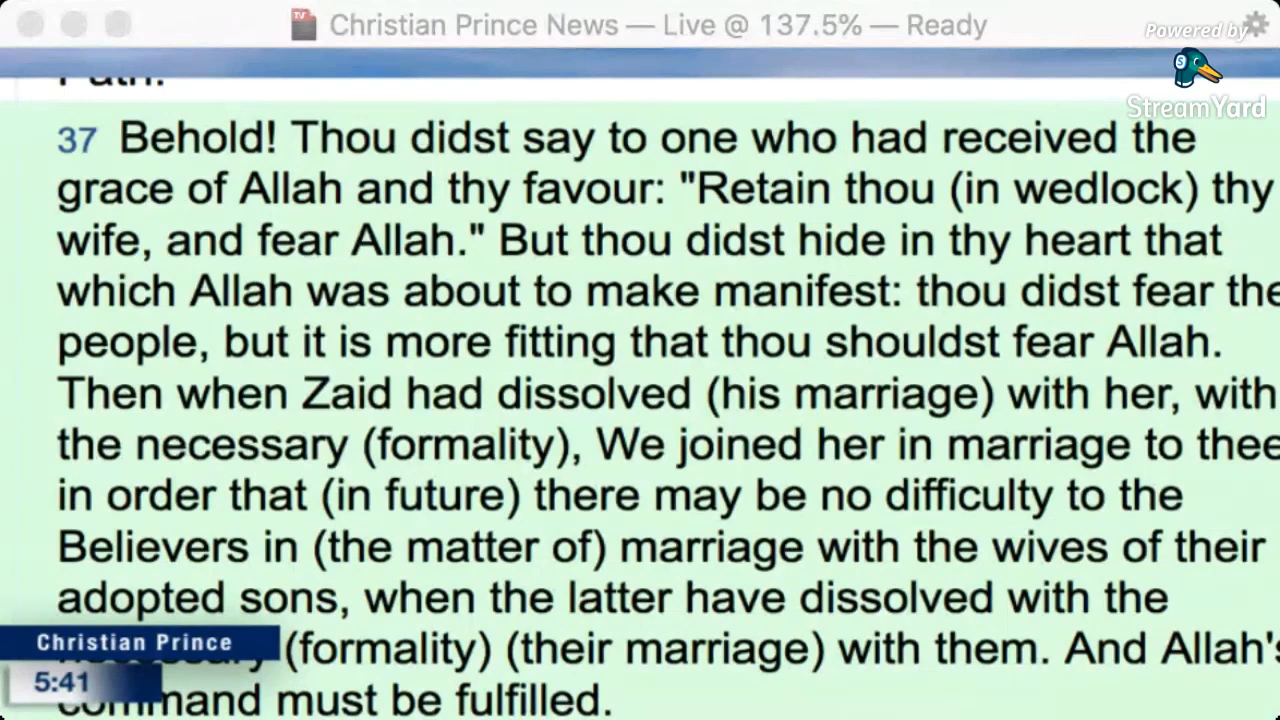 Christian Prince News — Live @ 137.5% — Ready
Powered by
StreamYard
Path.
37 Behold! Thou didst say to one who had received the
grace of Allah and thy favour: "Retain thou (in wedlock) thy
wife, and fear Allah." But thou didst hide in thy heart that
which Allah was about to make manifest: thou didst fear the
people, but it is more fitting that thou shouldst fear Allah.
Then when Zaid had dissolved (his marriage) with her, with
the necessary (formality), We joined her in marriage to thee
in order that (in future) there may be no difficulty to the
Believers in (the matter of) marriage with the wives of their
adopted sons, when the latter have dissolved with the
necessary (formality) (their marriage) with them. And Allah's
command must be fulfilled.
Christian Prince
5:41